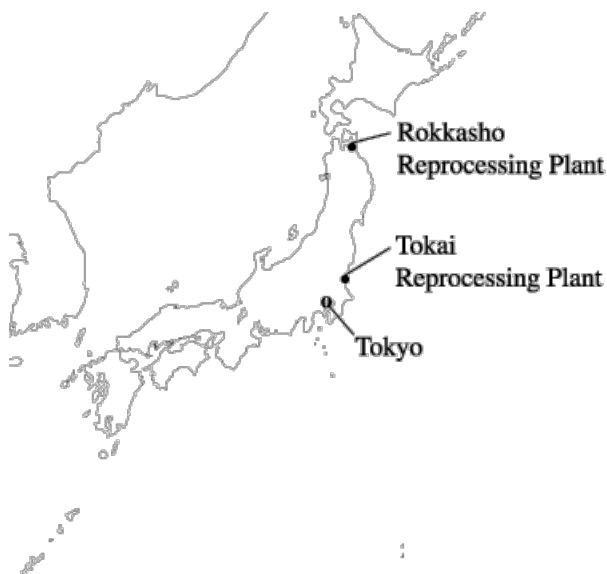 Rokkasho
Reprocessing Plant
Tokai
Reprocessing Plant
Tokyo